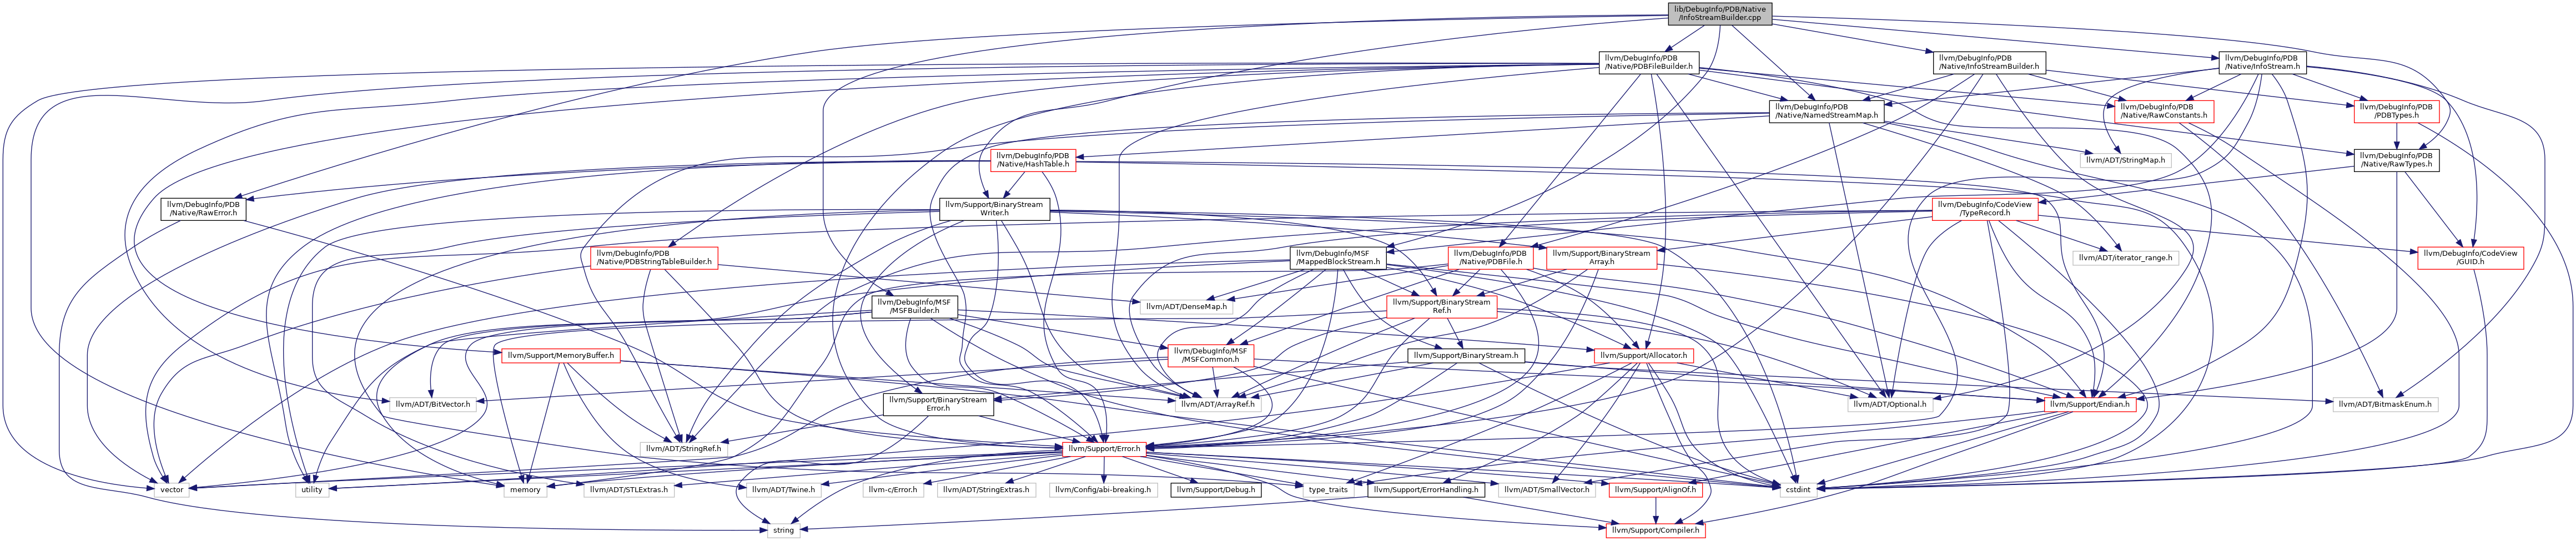 lib/DebugInfo/PDB/Native
/InfoStreamBuilder.cpp
llvm/DebugInfo/PDB
/Native/PDBFileBuilder.h
llvm/DebugInfo/PDB
/Native/InfoStreamBuilder.h
llvm/DebugInfo/PDB
/Native/InfoStream.h
llvm/DebugInfo/PDB
/Native/NamedStreamMap.h
llvm/DebugInfo/PDB
/Native/RawConstants.h
llvm/DebugInfo/PDB
/PDBTypes.h
llvm/DebugInfo/PDB
/Native/HashTable.h
llvm/ADT/StringMap.h
llvm/DebugInfo/PDB
/Native/RawTypes.h
llvm/DebugInfo/PDB
/Native/RawError.h
llvm/Support/BinaryStream
Writer.h
llvm/DebugInfo/CodeView
/TypeRecord.h
llvm/DebugInfo/PDB
/Native/PDBStringTableBuilder.h
llvm/DebugInfo/MSF
/MappedBlockStream.h
llvm/DebugInfo/PDB
/Native/PDBFile.h
llvm/Support/BinaryStream
Array.h
llvm/ADT/iterator_range.h
llvm/DebugInfo/CodeView
/GUID.h
llvm/DebugInfo/MSF
/MSFBuilder.h
llvm/ADT/DenseMap.h
llvm/Support/BinaryStream
Ref.h
llvm/Support/MemoryBuffer.h
llvm/DebugInfo/MSF
/MSFCommon.h
llvm/Support/BinaryStream.h
llvm/Support/Allocator.h
llvm/ADT/BitVector.h
llvm/Support/BinaryStream
Error.h
llvm/ADT/ArrayRef.h
llvm/ADT/Optional.h
llvm/Support/Endian.h
llvm/ADT/BitmaskEnum.h
llvm/ADT/StringRef.h
llvm/Support/Error.h
vector
utility
memory
llvm/ADT/STLExtras.h
llvm/ADT/Twine.h
llvm-c/Error.h
llvm/ADT/StringExtras.h
llvm/Config/abi-breaking.h
llvm/Support/Debug.h
type_traits
llvm/Support/ErrorHandling.h
llvm/ADT/SmallVector.h
llvm/Support/AlignOf.h
cstdint
string
llvm/Support/Compiler.h